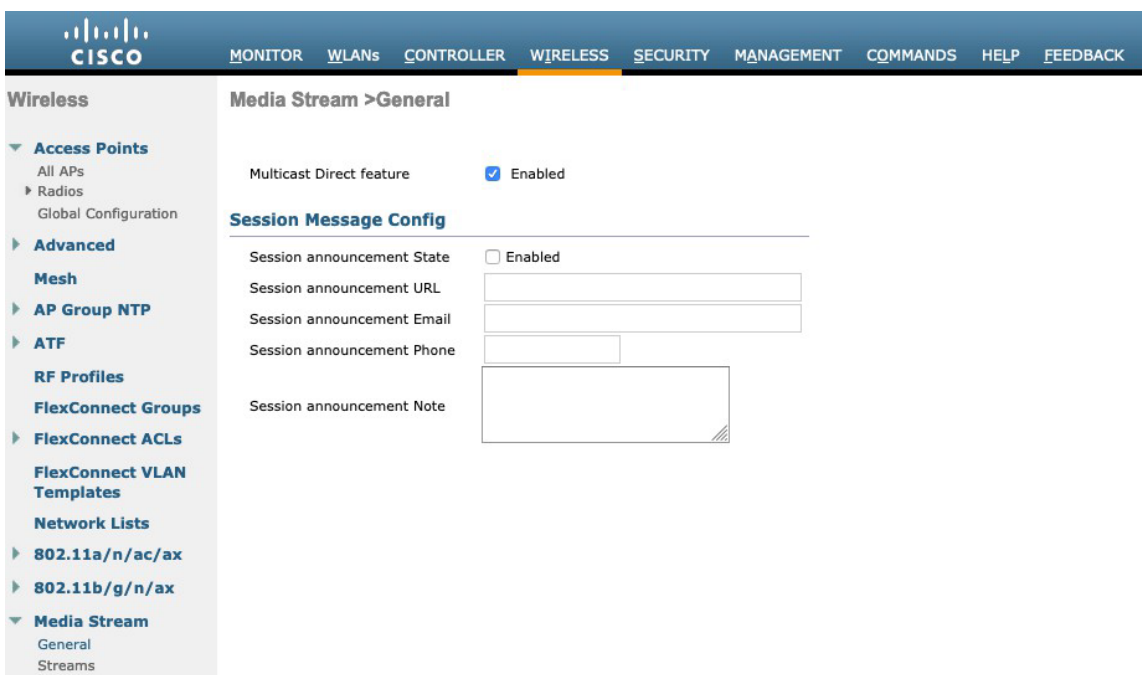 CISCO
MONITOR WLANs CONTROLLER WIRELESS SECURITY MANAGEMENT COMMANDS HELP FEEDBACK
Wireless
Access Points
All APs
Radios
Global Configuration
Advanced
Mesh
AP Group NTP
ATF
RF Profiles
FlexConnect Groups
FlexConnect ACLs
FlexConnect VLAN
Templates
Network Lists
802.11a/n/ac/ax
802.11b/g/n/ax
Media Stream
General
Streams
Media Stream >General
Multicast Direct feature Enabled
Session Message Config
Session announcement State Enabled
Session announcement URL
Session announcement Email
Session announcement Phone
Session announcement Note